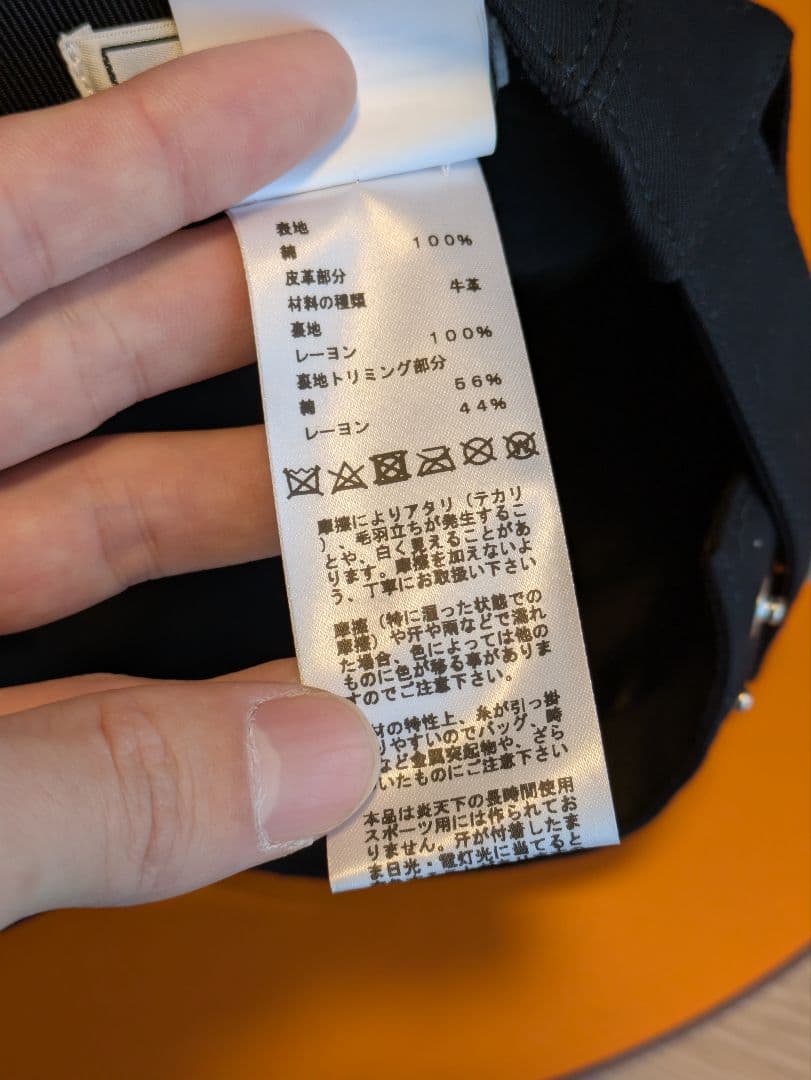 表地
綿 100%
皮革部分
材料の種類 牛革
裏地
レーヨン 100%
裏地トリミング部分
綿 56%
レーヨン 44%
摩擦によりアタリ（テカリ
）、毛羽立ちが発生するこ
とや、白く見えることがあ
ります。摩擦を加えないよ
う、丁寧にお取扱い下さい
摩擦（特に湿った状態での
摩擦）や汗や雨などで濡れ
た場合、色によっては他の
ものに色が移る事がありま
すのでご注意下さい。
材の特性上、糸が引っ掛
りやすいのでバッグ、時
など金属突起物や、ざら
いたものにご注意下さい
本品は炎天下の長時間使用
スポーツ用には作られてお
りません。汗が付着したま
ま日光・電灯光に当てると